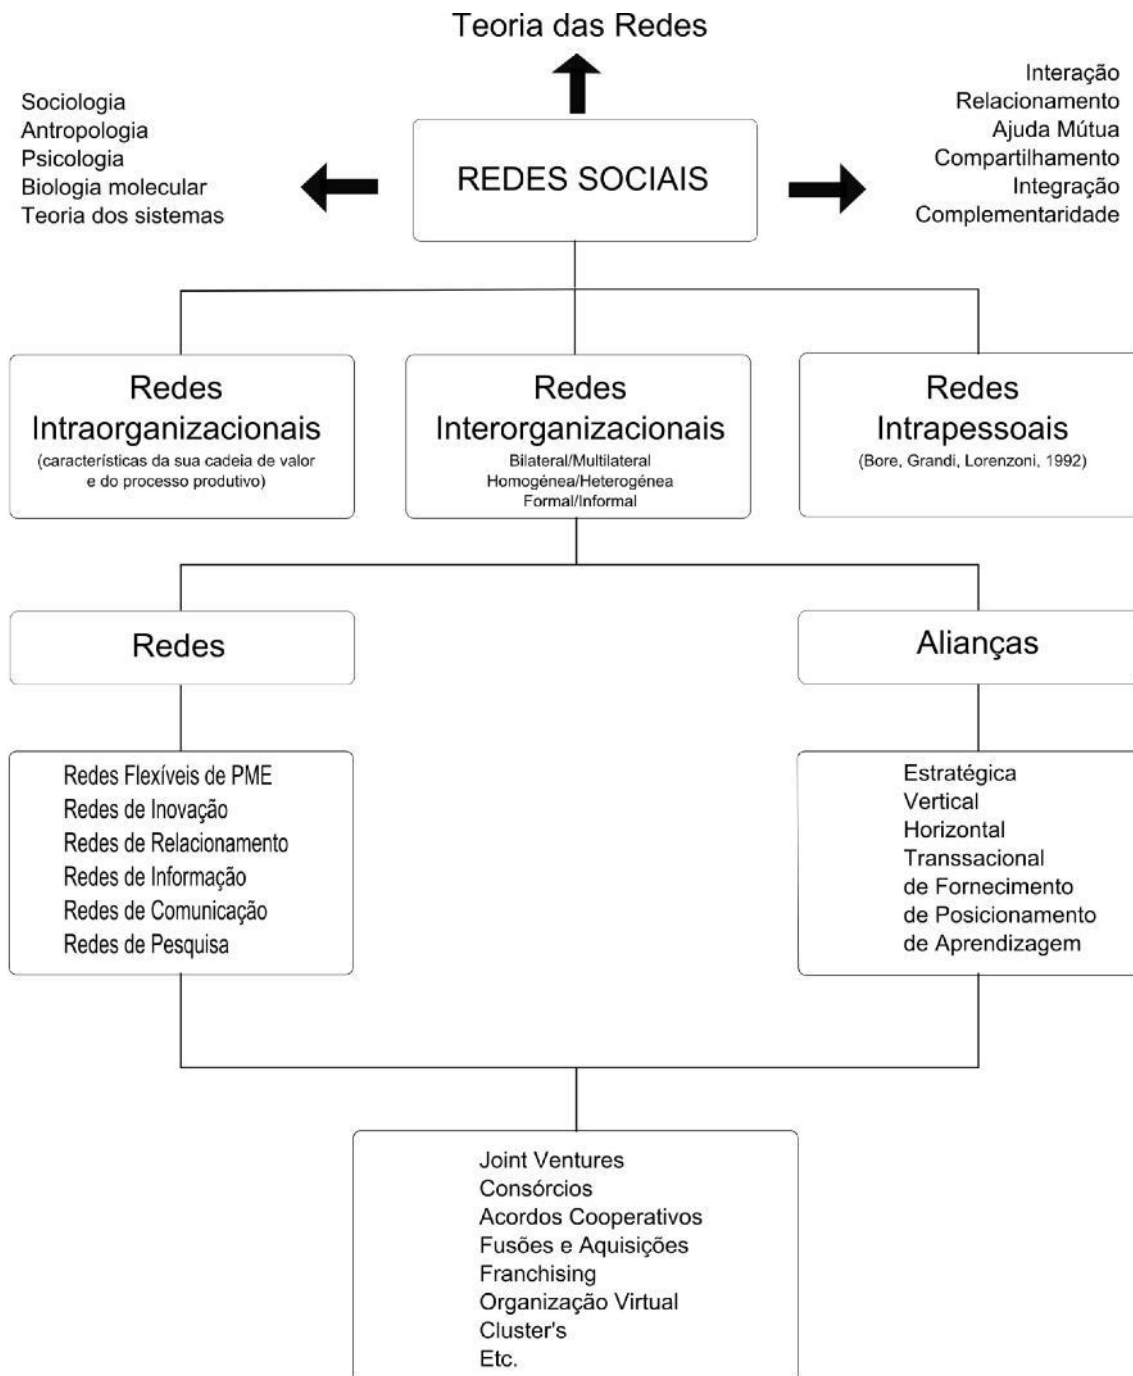 Teoria das Redes
Sociologia
Antropologia
Psicologia
Biologia molecular
Teoria dos sistemas
REDES SOCIAIS
Interação
Relacionamento
Ajuda Mútua
Compartilhamento
Integração
Complementaridade
Redes
Intraorganizacionais
(características da sua cadeia de valor
e do processo produtivo)
Redes
Interorganizacionais
Bilateral/Multilateral
Homogénea/Heterogénea
Formal/Informal
Redes
Intrapessoais
(Bore, Grandi, Lorenzoni, 1992)
Redes
Alianças
Redes Flexíveis de PME
Redes de Inovação
Redes de Relacionamento
Redes de Informação
Redes de Comunicação
Redes de Pesquisa
Estratégica
Vertical
Horizontal
Transsacional
de Fornecimento
de Posicionamento
de Aprendizagem
Joint Ventures
Consórcios
Acordos Cooperativos
Fusões e Aquisições
Franchising
Organização Virtual
Cluster's
Etc.